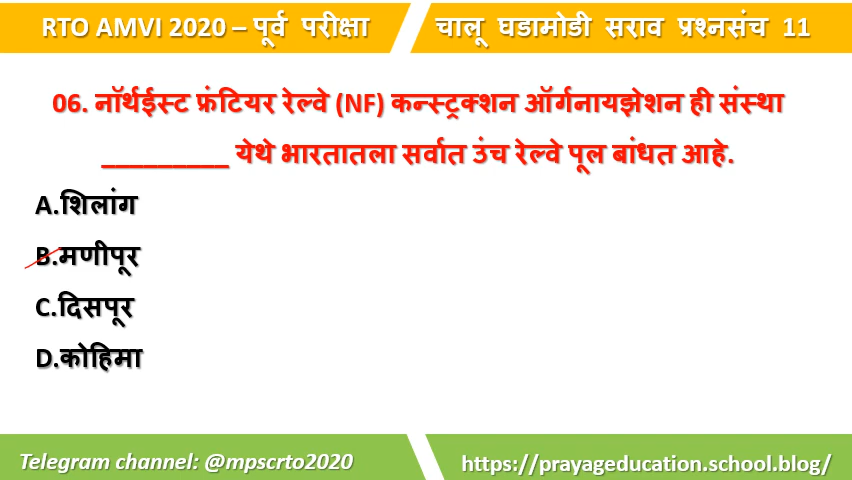 RTO AMVI 2020 – पूर्व परीक्षा
चालू घडामोडी सराव प्रश्नसंच 11
06. नॉर्थईस्ट फ्रंटियर रेल्वे (NF) कन्स्ट्रक्शन ऑर्गनायझेशन ही संस्था
_________ येथे भारतातला सर्वात उंच रेल्वे पूल बांधत आहे.
A.शिलांग
B.मणीपूर
C.दिसपूर
D.कोहिमा
Telegram channel: @mpscrto2020
https://prayageducation.school.blog/